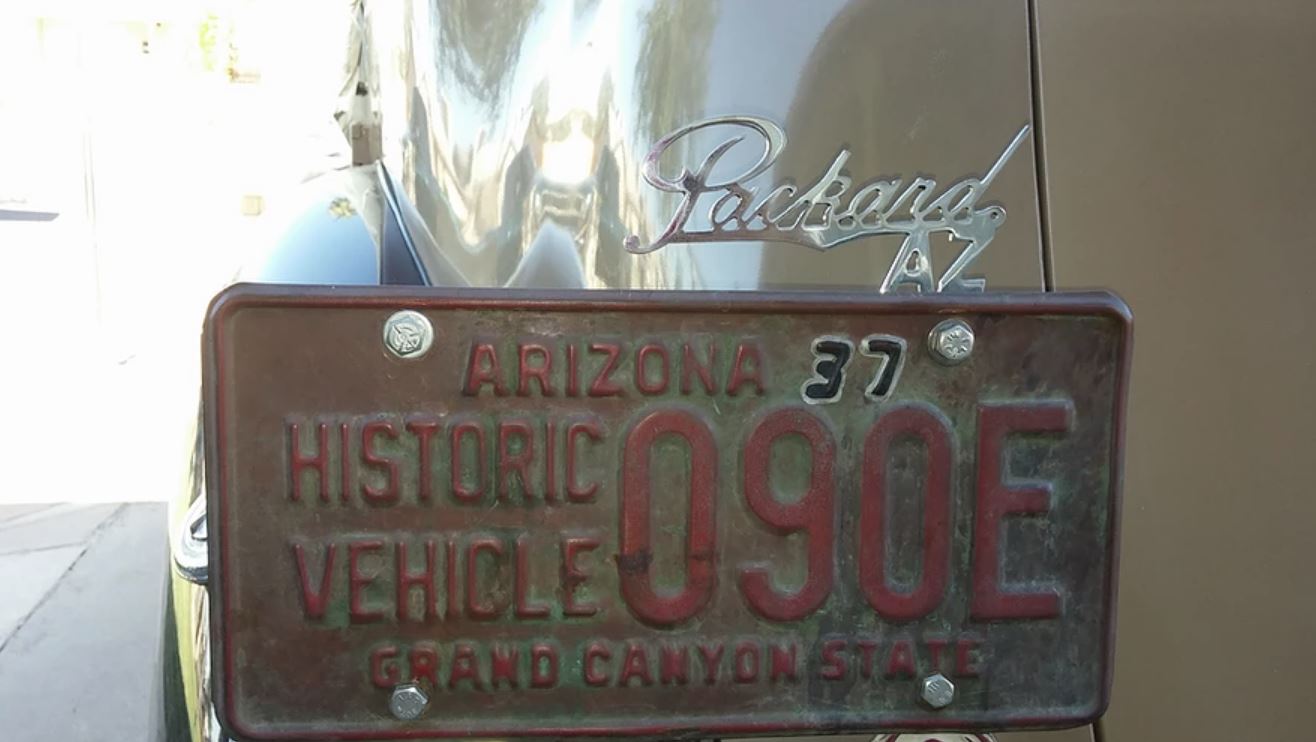 Packard
AZ
ARIZONA 37
HISTORIC
VEHICLE
090E
GRAND CANYON STATE